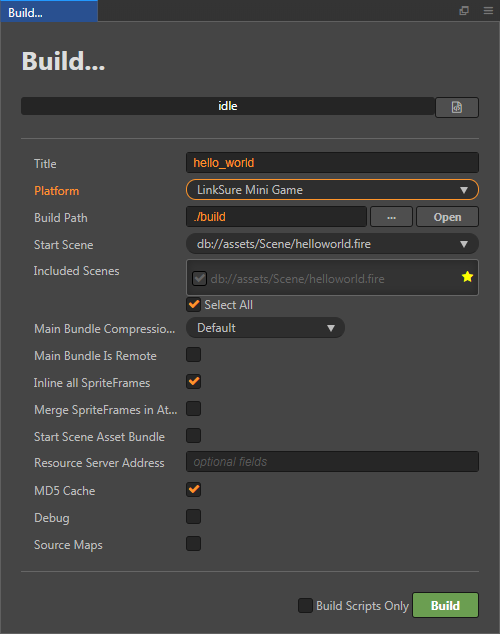 Build...
Build...
idle
Title hello_world
Platform LinkSure Mini Game
Build Path ./build ... Open
Start Scene db://assets/Scene/helloworld.fire
Included Scenes db://assets/Scene/helloworld.fire
Select All
Main Bundle Compressio... Default
Main Bundle Is Remote
Inline all SpriteFrames
Merge SpriteFrames in At...
Start Scene Asset Bundle
Resource Server Address optional fields
MD5 Cache
Debug
Source Maps
Build Scripts Only Build